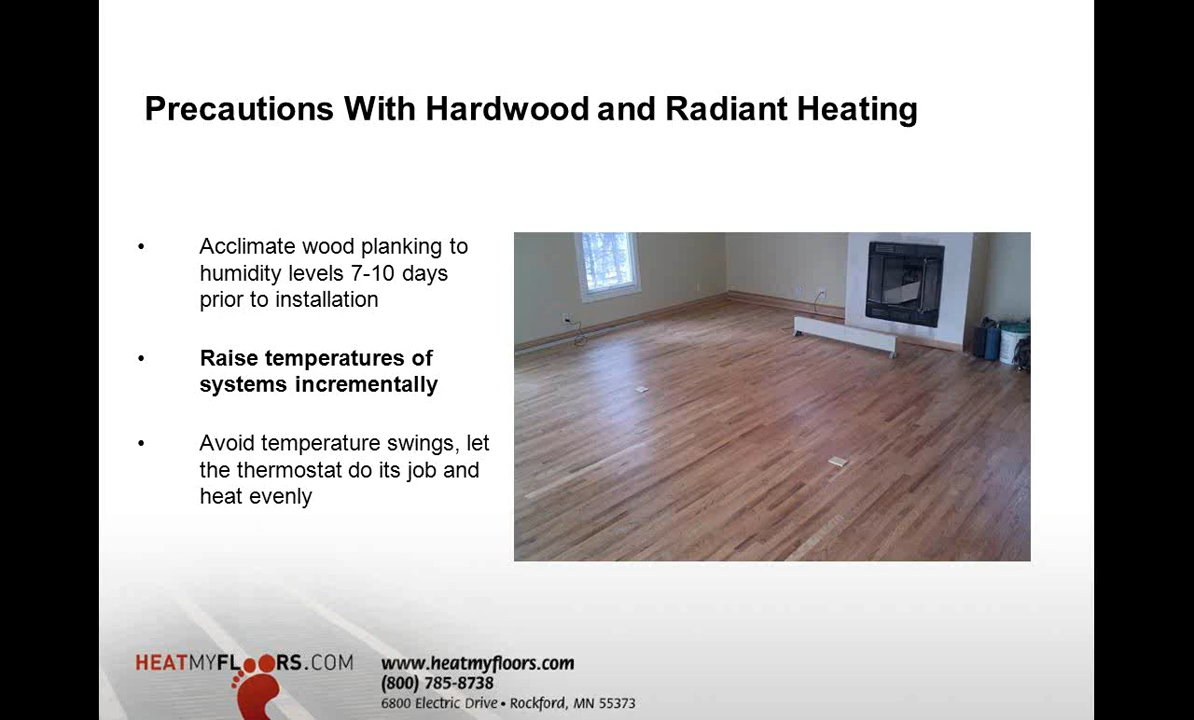 Precautions With Hardwood and Radiant Heating
• Acclimate wood planking to
humidity levels 7-10 days
prior to installation
• Raise temperatures of
systems incrementally
• Avoid temperature swings, let
the thermostat do its job and
heat evenly
HEATMYFLOORS.COM
www.heatmyfloors.com
(800) 785-8738
6800 Electric Drive • Rockford, MN 55373